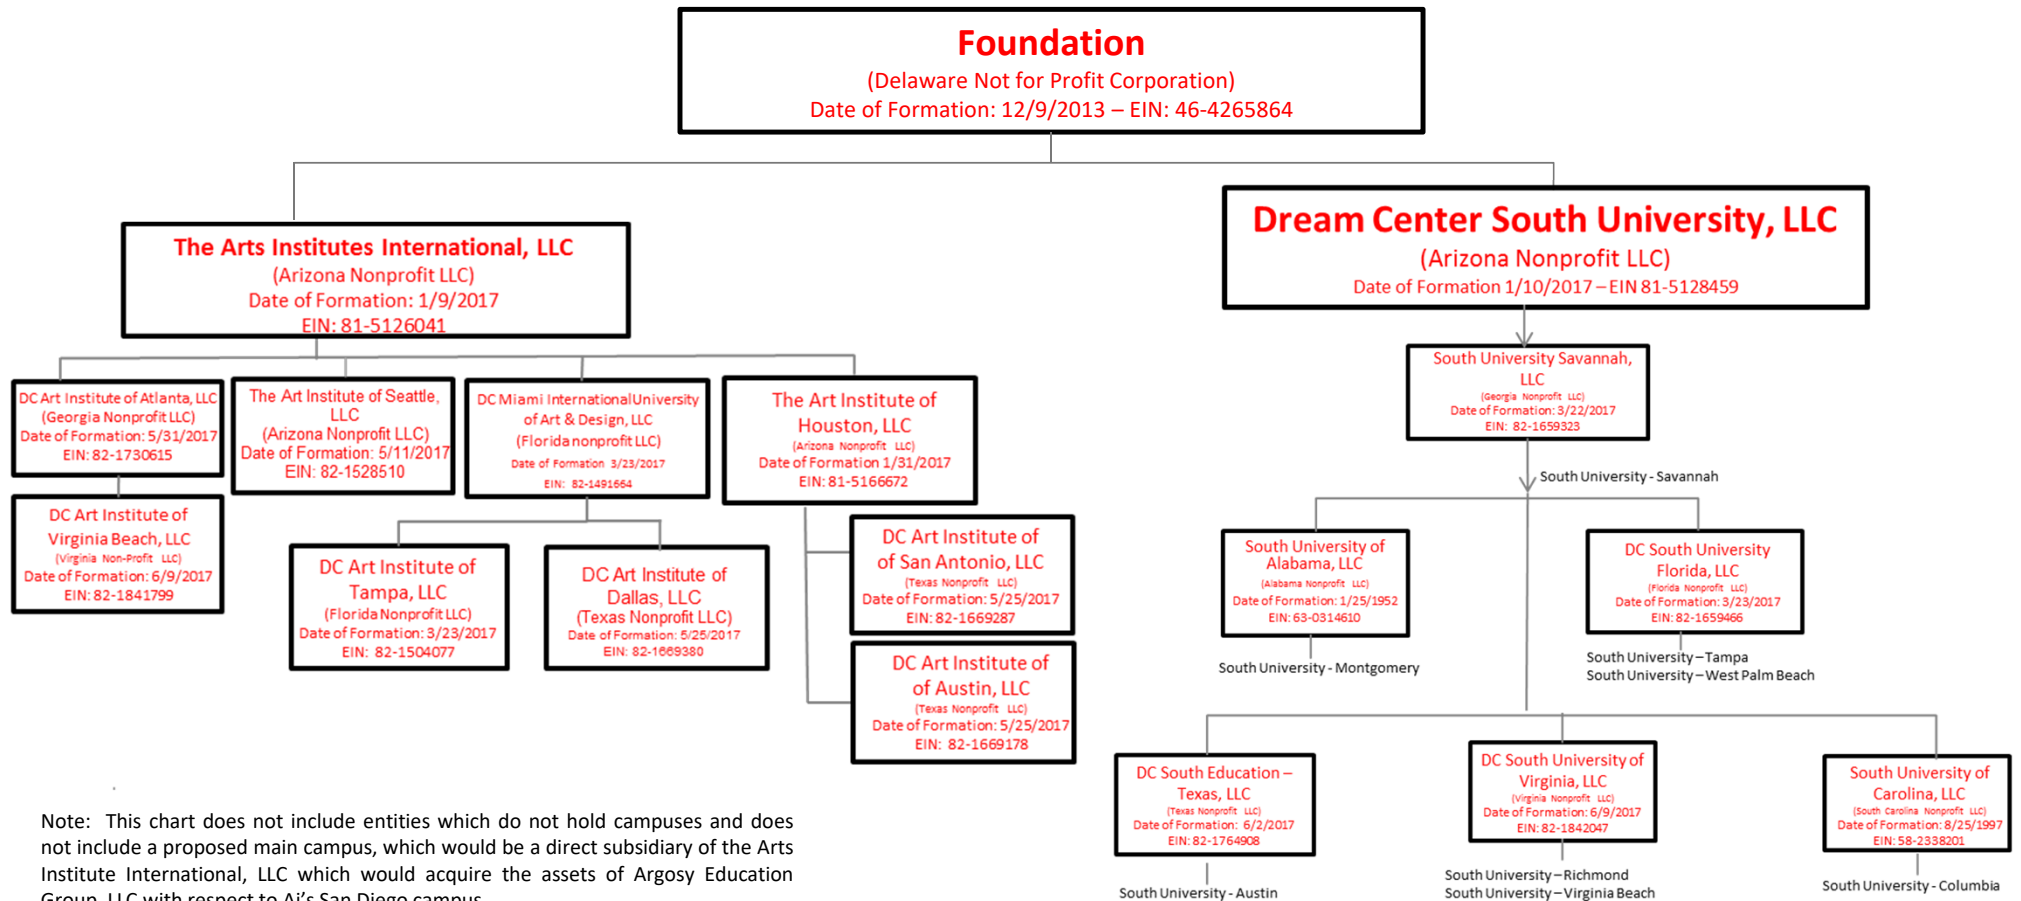 Foundation
(Delaware Not for Profit Corporation)
Date of Formation: 12/9/2013 – EIN: 46-4265864
The Arts Institutes International, LLC
(Arizona Nonprofit LLC)
Date of Formation: 1/9/2017
EIN: 81-5126041
Dream Center South University, LLC
(Arizona Nonprofit LLC)
Date of Formation 1/10/2017 – EIN 81-5128459
DC Art Institute of Atlanta, LLC
(Georgia Nonprofit LLC)
Date of Formation: 5/31/2017
EIN: 82-1730615
The Art Institute of Seattle,
LLC
(Arizona Nonprofit LLC)
Date of Formation: 5/11/2017
EIN: 82-1528510
DC Miami International University
of Art & Design, LLC
(Florida nonprofit LLC)
Date of Formation 3/23/2017
EIN: 82-1491664
The Art Institute of
Houston, LLC
(Arizona Nonprofit LLC)
Date of Formation 1/31/2017
EIN: 81-5166672
DC Art Institute of
Virginia Beach, LLC
(Virginia Non-Profit LLC)
Date of Formation: 6/9/2017
EIN: 82-1841799
DC Art Institute of
Tampa, LLC
(Florida Nonprofit LLC)
Date of Formation: 3/23/2017
EIN: 82-1504077
DC Art Institute of
Dallas, LLC
(Texas Nonprofit LLC)
Date of Formation: 5/25/2017
EIN: 82-1669380
DC Art Institute of
of San Antonio, LLC
(Texas Nonprofit LLC)
Date of Formation: 5/25/2017
EIN: 82-1669287
DC Art Institute of
of Austin, LLC
(Texas Nonprofit LLC)
Date of Formation: 5/25/2017
EIN: 82-1669178
South University Savannah,
LLC
(Georgia Nonprofit LLC)
Date of Formation: 3/22/2017
EIN: 82-1659323
South University - Savannah
South University of
Alabama, LLC
(Alabama Nonprofit LLC)
Date of Formation: 1/25/1952
EIN: 63-0314610
South University - Montgomery
DC South University
Florida, LLC
(Florida Nonprofit LLC)
Date of Formation: 3/23/2017
EIN: 82-1659466
South University – Tampa
South University – West Palm Beach
DC South Education –
Texas, LLC
(Texas Nonprofit LLC)
Date of Formation: 6/2/2017
EIN: 82-1764908
South University - Austin
DC South University of
Virginia, LLC
(Virginia Nonprofit LLC)
Date of Formation: 6/9/2017
EIN: 82-1842047
South University – Richmond
South University – Virginia Beach
South University of
Carolina, LLC
(South Carolina Nonprofit LLC)
Date of Formation: 8/25/1997
EIN: 58-2338201
South University - Columbia
Note: This chart does not include entities which do not hold campuses and does
not include a proposed main campus, which would be a direct subsidiary of the Arts
Institute International, LLC which would acquire the assets of Argosy Education
Group, LLC with respect to Ai's San Diego campus